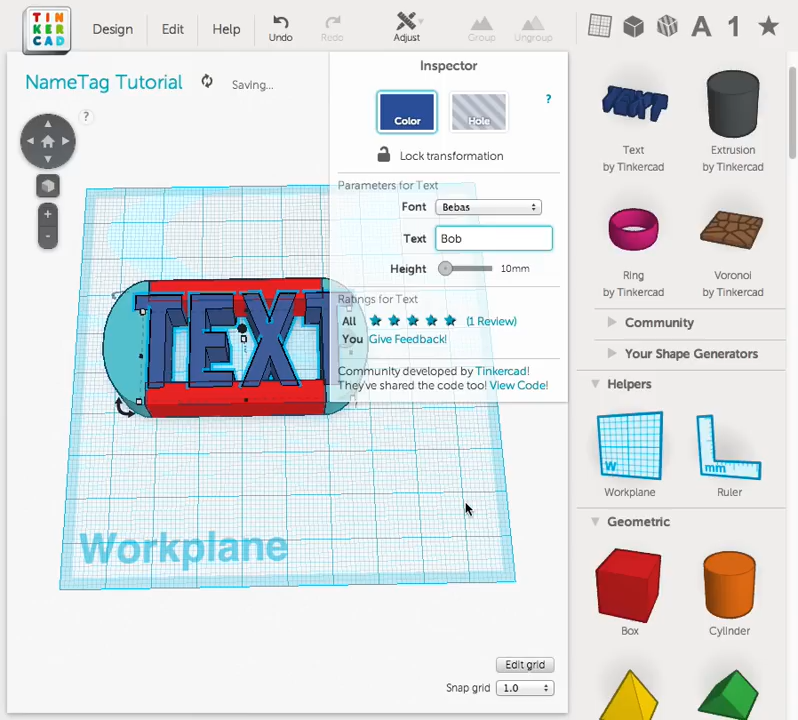 TIN
KER
CAD
Design
Edit
Help
Undo
Redo
Adjust
Group
Ungroup
A
1
NameTag Tutorial
Saving...
?
Inspector
Color
Hole
?
Lock transformation
Parameters for Text
Font
Bebas
Text
Bob
Height
10mm
Ratings for Text
All
(1 Review)
You
Give Feedback!
Community developed by Tinkercad!
They've shared the code too! View Code!
+
-
TEXT
Workplane
Edit grid
Snap grid
1.0
TEXT
Text
by Tinkercad
Extrusion
by Tinkercad
Ring
by Tinkercad
Voronoi
by Tinkercad
Community
Your Shape Generators
Helpers
W
Workplane
mm
Ruler
Geometric
Box
Cylinder